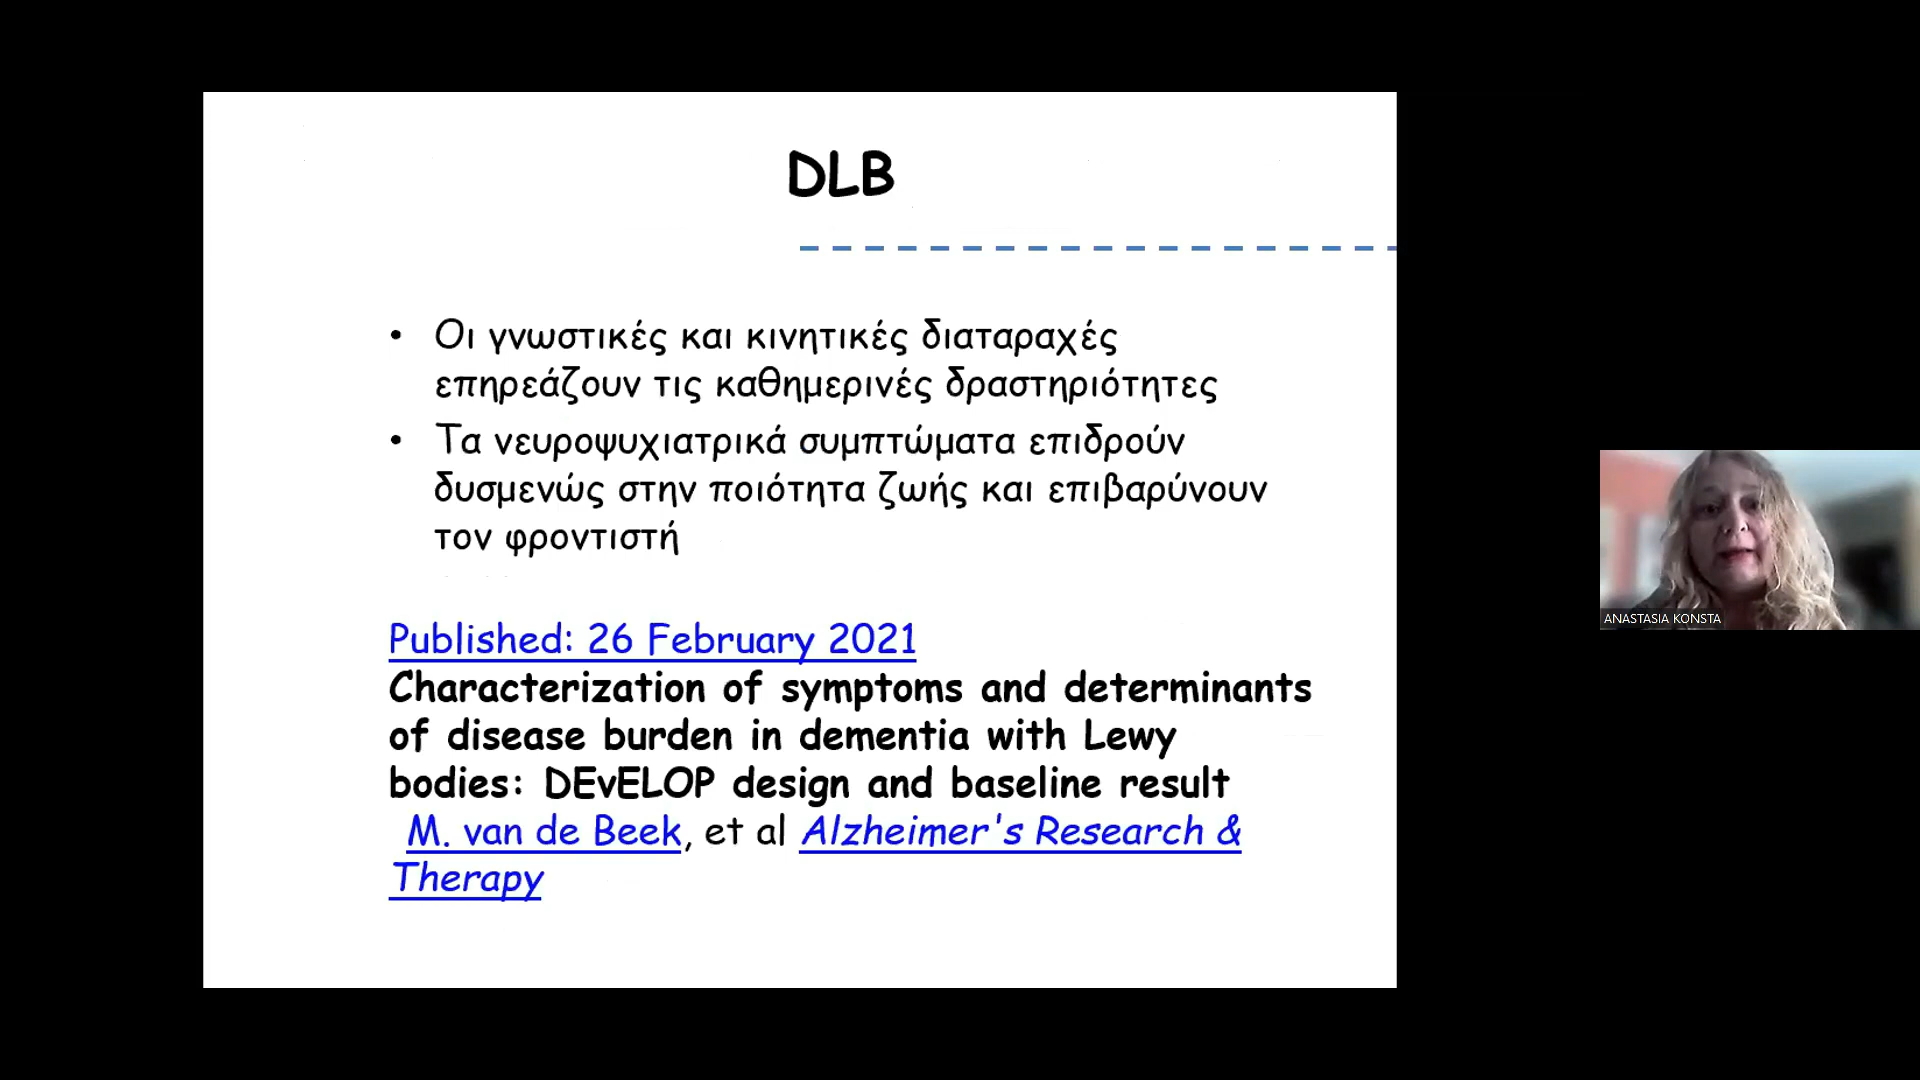 DLB
• Οι γνωστικές και κινητικές διαταραχές
επηρεάζουν τις καθημερινές δραστηριότητες
• Τα νευροψυχιατρικά συμπτώματα επιδρούν
δυσμενώς στην ποιότητα ζωής και επιβαρύνουν
τον φροντιστή
Published: 26 February 2021
Characterization of symptoms and determinants
of disease burden in dementia with Lewy
bodies: DEvELOP design and baseline result
M. van de Beek, et al Alzheimer's Research &
Therapy
ANASTASIA KONSTA